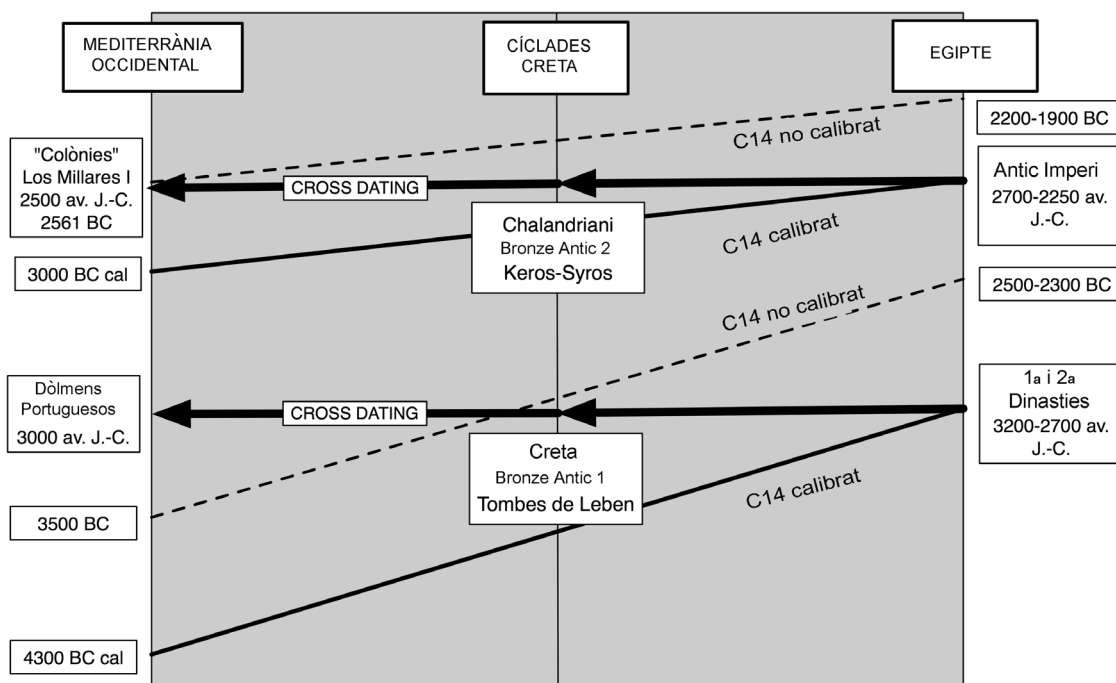 MEDITERRÀNIA
OCCIDENTAL
CÍCLADES
CRETA
EGIPTE
"Colònies"
Los Millares I
2500 av. J.-C.
2561 BC
3000 BC cal
Dòlmens
Portuguesos
3000 av. J.-C.
3500 BC
4300 BC cal
C14 no calibrat
CROSS DATING
Chalandriani
Bronze Antic 2
Keros-Syros
C14 calibrat
C14 no calibrat
CROSS DATING
Creta
Bronze Antic 1
Tombes de Leben
C14 calibrat
2200-1900 BC
Antic Imperi
2700-2250 av.
J.-C.
2500-2300 BC
1a i 2a
Dinasties
3200-2700 av.
J.-C.